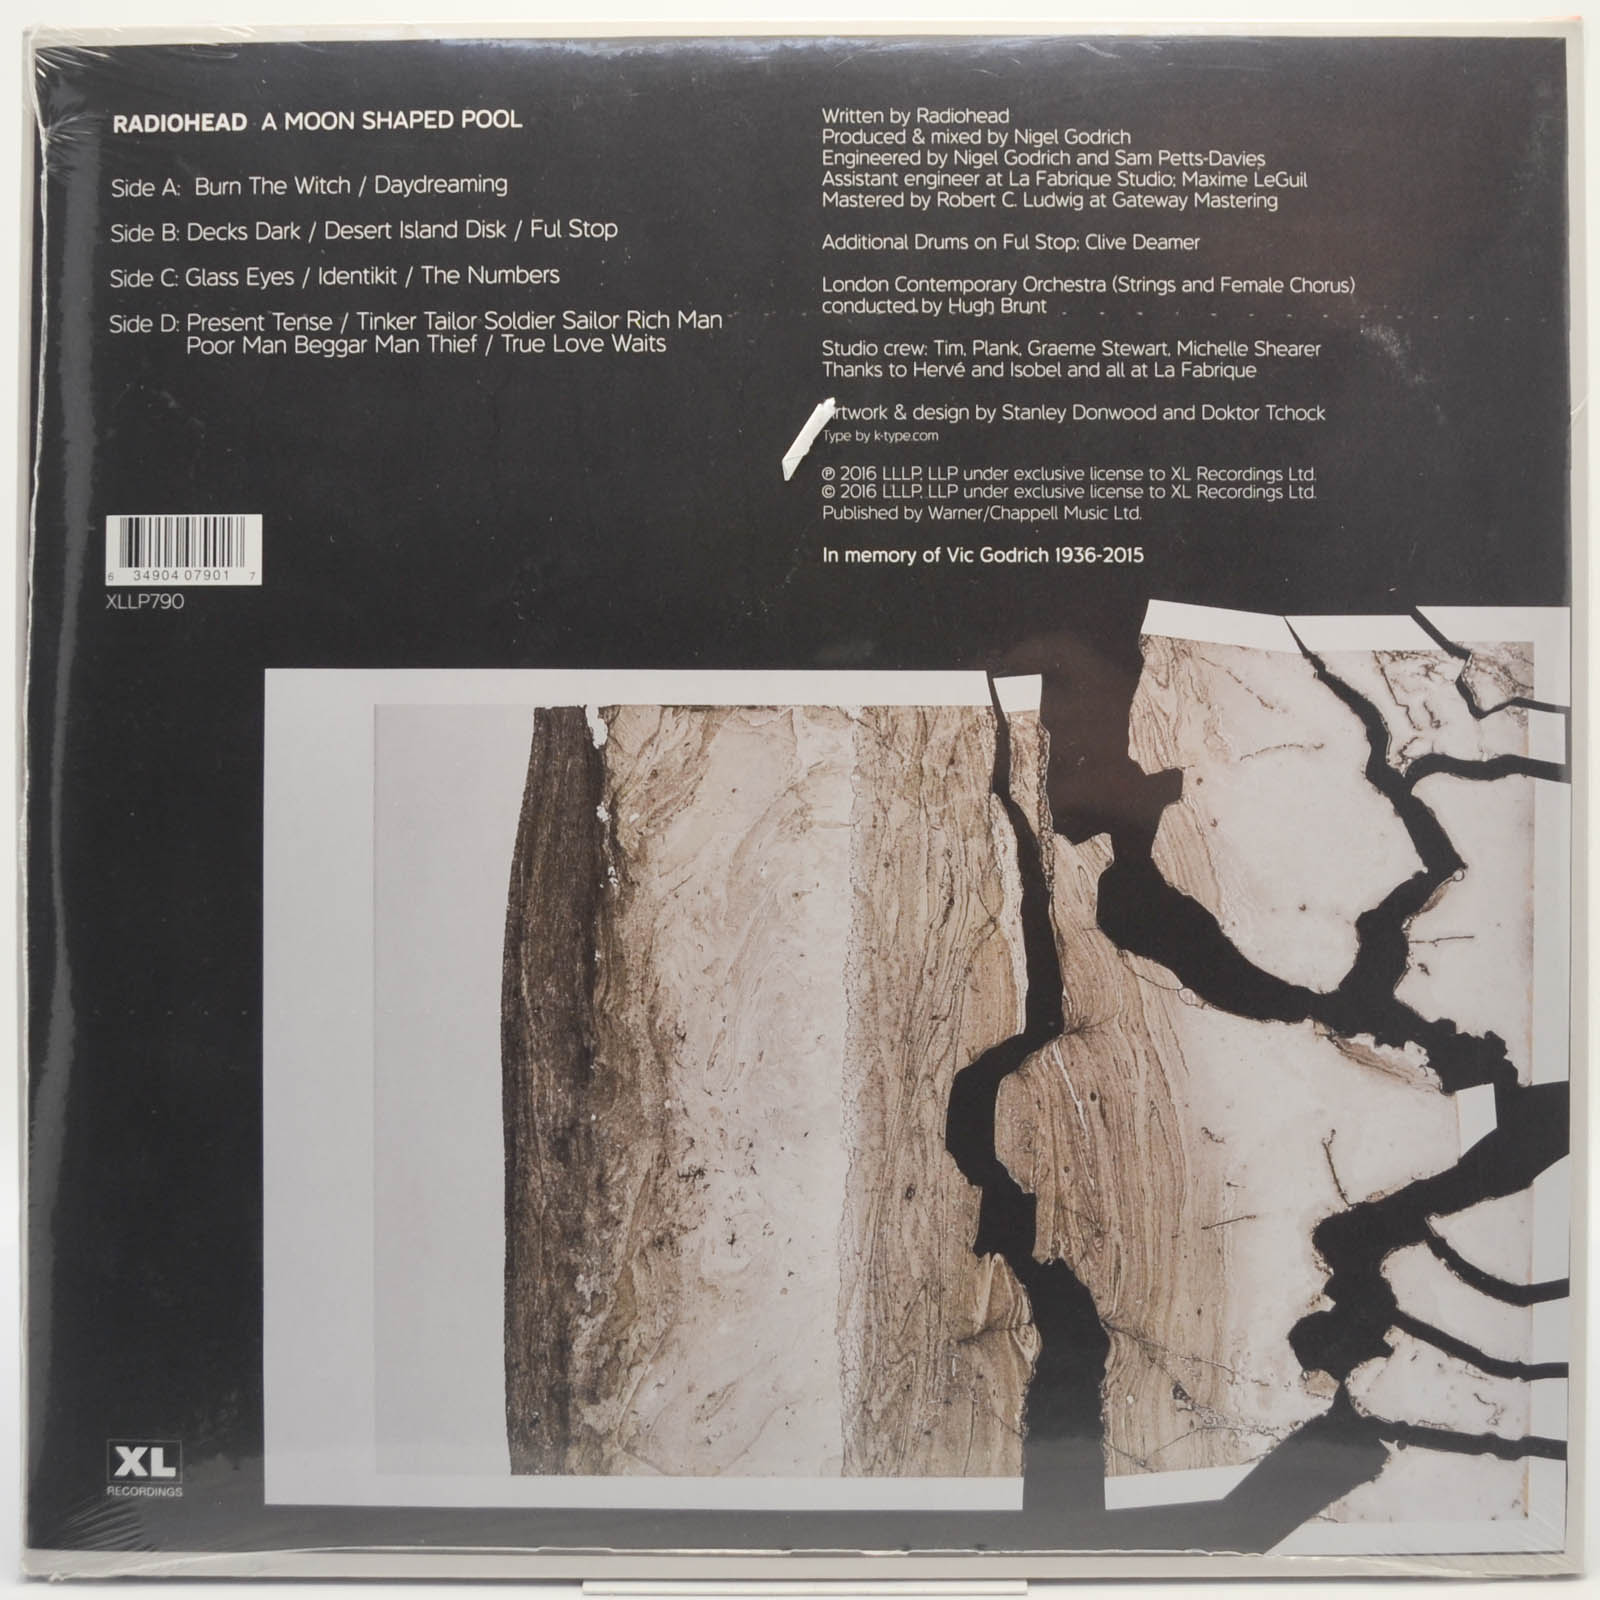 RADIOHEAD A MOON SHAPED POOL
Side A: Burn The Witch / Daydreaming
Side B: Decks Dark / Desert Island Disk / Ful Stop
Side C: Glass Eyes / Identikit / The Numbers
Side D: Present Tense / Tinker Tailor Soldier Sailor Rich Man
Poor Man Beggar Man Thief / True Love Waits
Written by Radiohead
Produced & mixed by Nigel Godrich
Engineered by Nigel Godrich and Sam Petts-Davies
Assistant engineer at La Fabrique Studio; Maxime LeGuil
Mastered by Robert C. Ludwig at Gateway Mastering
Additional Drums on Ful Stop; Clive Deamer
London Contemporary Orchestra (Strings and Female Chorus)
conducted by Hugh Brunt
Studio crew: Tim, Plank, Graeme Stewart, Michelle Shearer
Thanks to Hervé and Isobel and all at La Fabrique
Artwork & design by Stanley Donwood and Doktor Tchock
Type by k-type.com
℗ 2016 LLLP, LLP under exclusive license to XL Recordings Ltd.
© 2016 LLLP, LLP under exclusive license to XL Recordings Ltd.
Published by Warner/Chappell Music Ltd.
In memory of Vic Godrich 1936-2015
6 34904 07901 7
XLLP790
XL
RECORDINGS